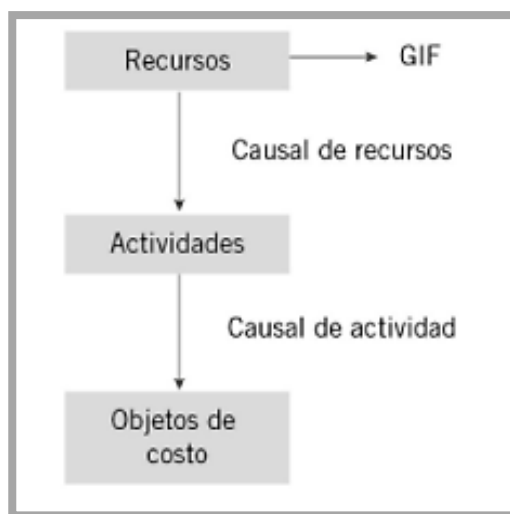 Recursos
GIF
Causal de recursos
Actividades
Causal de actividad
Objetos de
costo